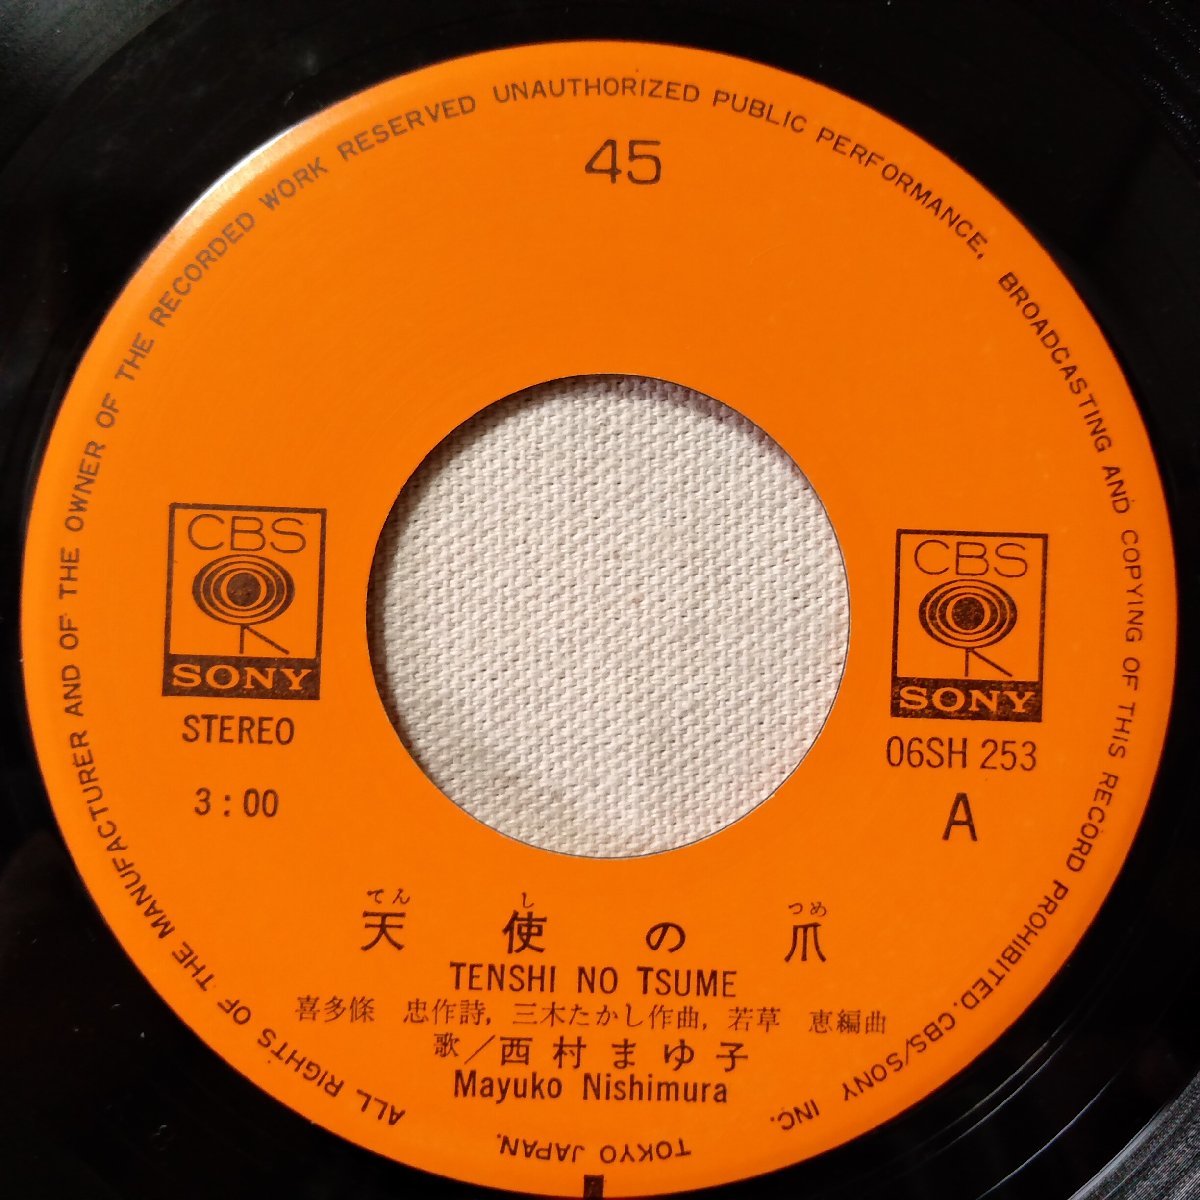 ALL RIGHTS OF THE MANUFACTURER AND OF THE OWNER OF THE RECORDED WORK RESERVED UNAUTHORIZED PUBLIC PERFORMANCE, BROADCASTING AND COPYING OF THIS RECORD PROHIBITED. CBS/SONY INC. TOKYO JAPAN.
45
CBS
SONY
STEREO
3:00
CBS
SONY
06SH 253
A
てん し つめ
天使の爪
TENSHI NO TSUME
喜多條 忠作詩, 三木たかし作曲, 若草 恵編曲
歌/西村まゆ子
Mayuko Nishimura